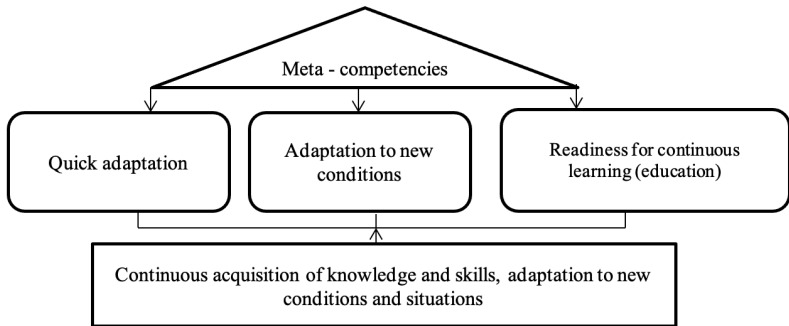 Meta - competencies
Quick adaptation
Adaptation to new
conditions
Readiness for continuous
learning (education)
Continuous acquisition of knowledge and skills, adaptation to new
conditions and situations